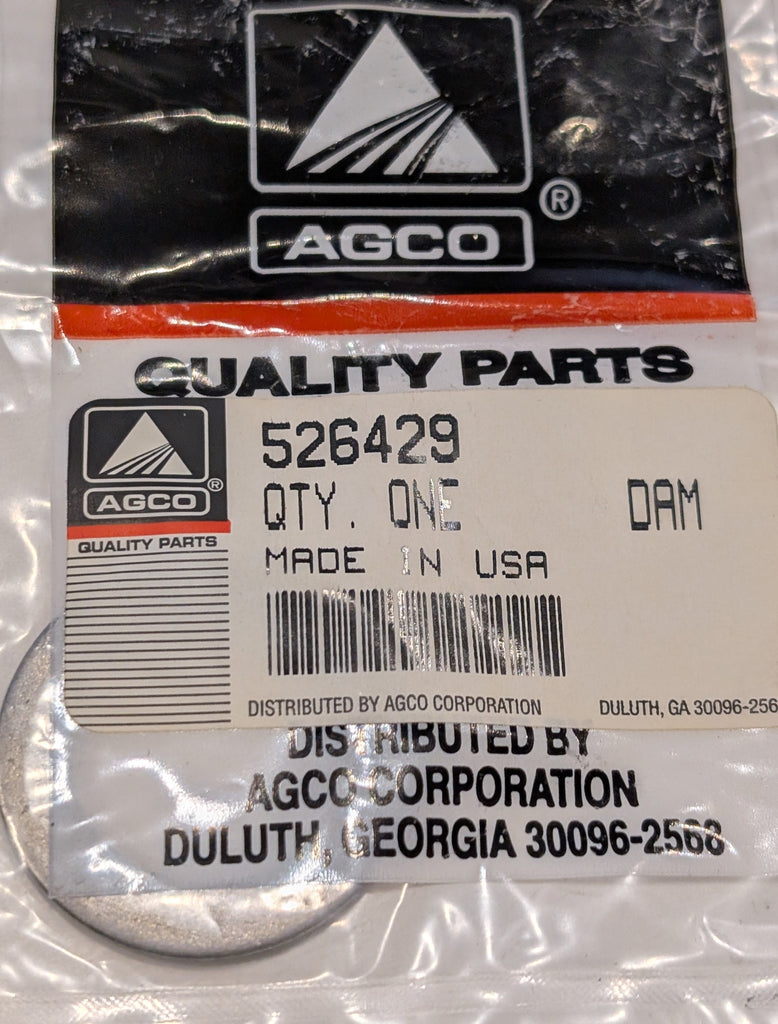 AGCO
®
QUALITY PARTS
AGCO®
QUALITY PARTS
526429
QTY. ONE DAM
MADE IN USA
DISTRIBUTED BY AGCO CORPORATION DULUTH, GA 30096-256
DISTRIBUTED BY
AGCO CORPORATION
DULUTH, GEORGIA 30096-2568